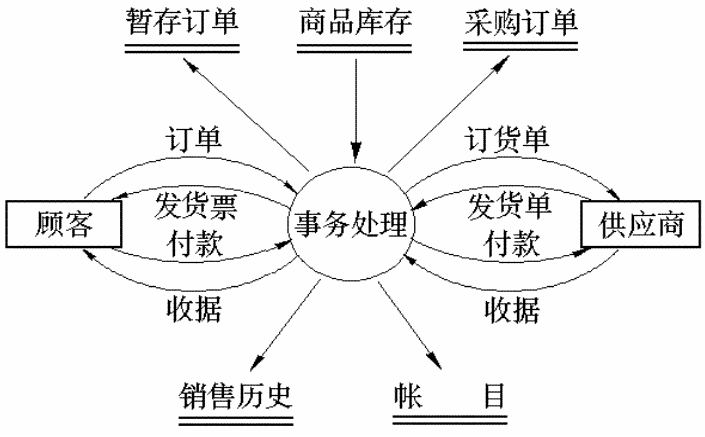 暂存订单
商品库存
采购订单
订单
订货单
顾客
发货票
付款
事务处理
发货单
付款
供应商
收据
收据
销售历史
帐 目